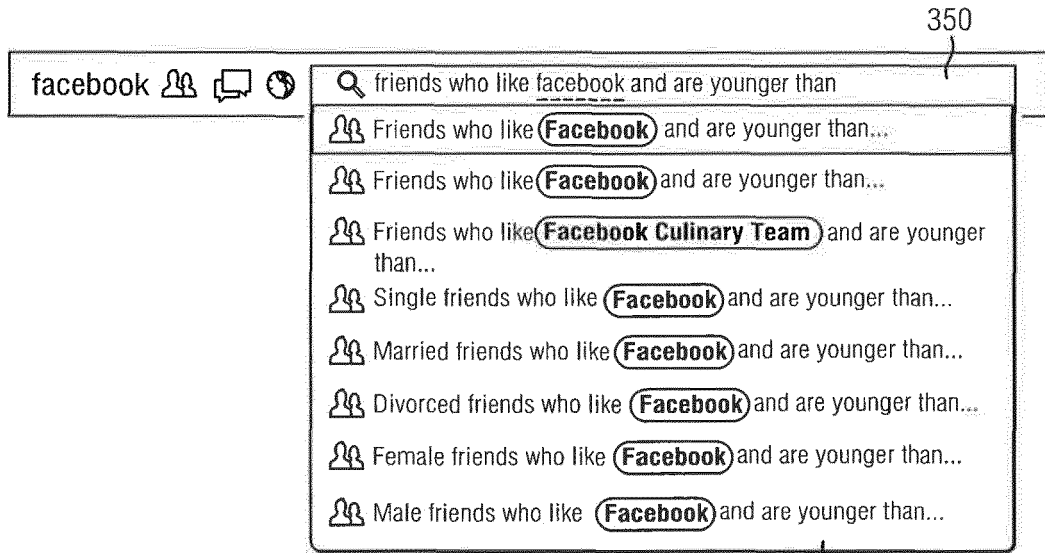 350
facebook friends who like facebook and are younger than
Friends who like Facebook and are younger than...
Friends who like Facebook and are younger than...
Friends who like Facebook Culinary Team and are younger
than...
Single friends who like Facebook and are younger than...
Married friends who like Facebook and are younger than...
Divorced friends who like Facebook and are younger than...
Female friends who like Facebook and are younger than...
Male friends who like Facebook and are younger than...